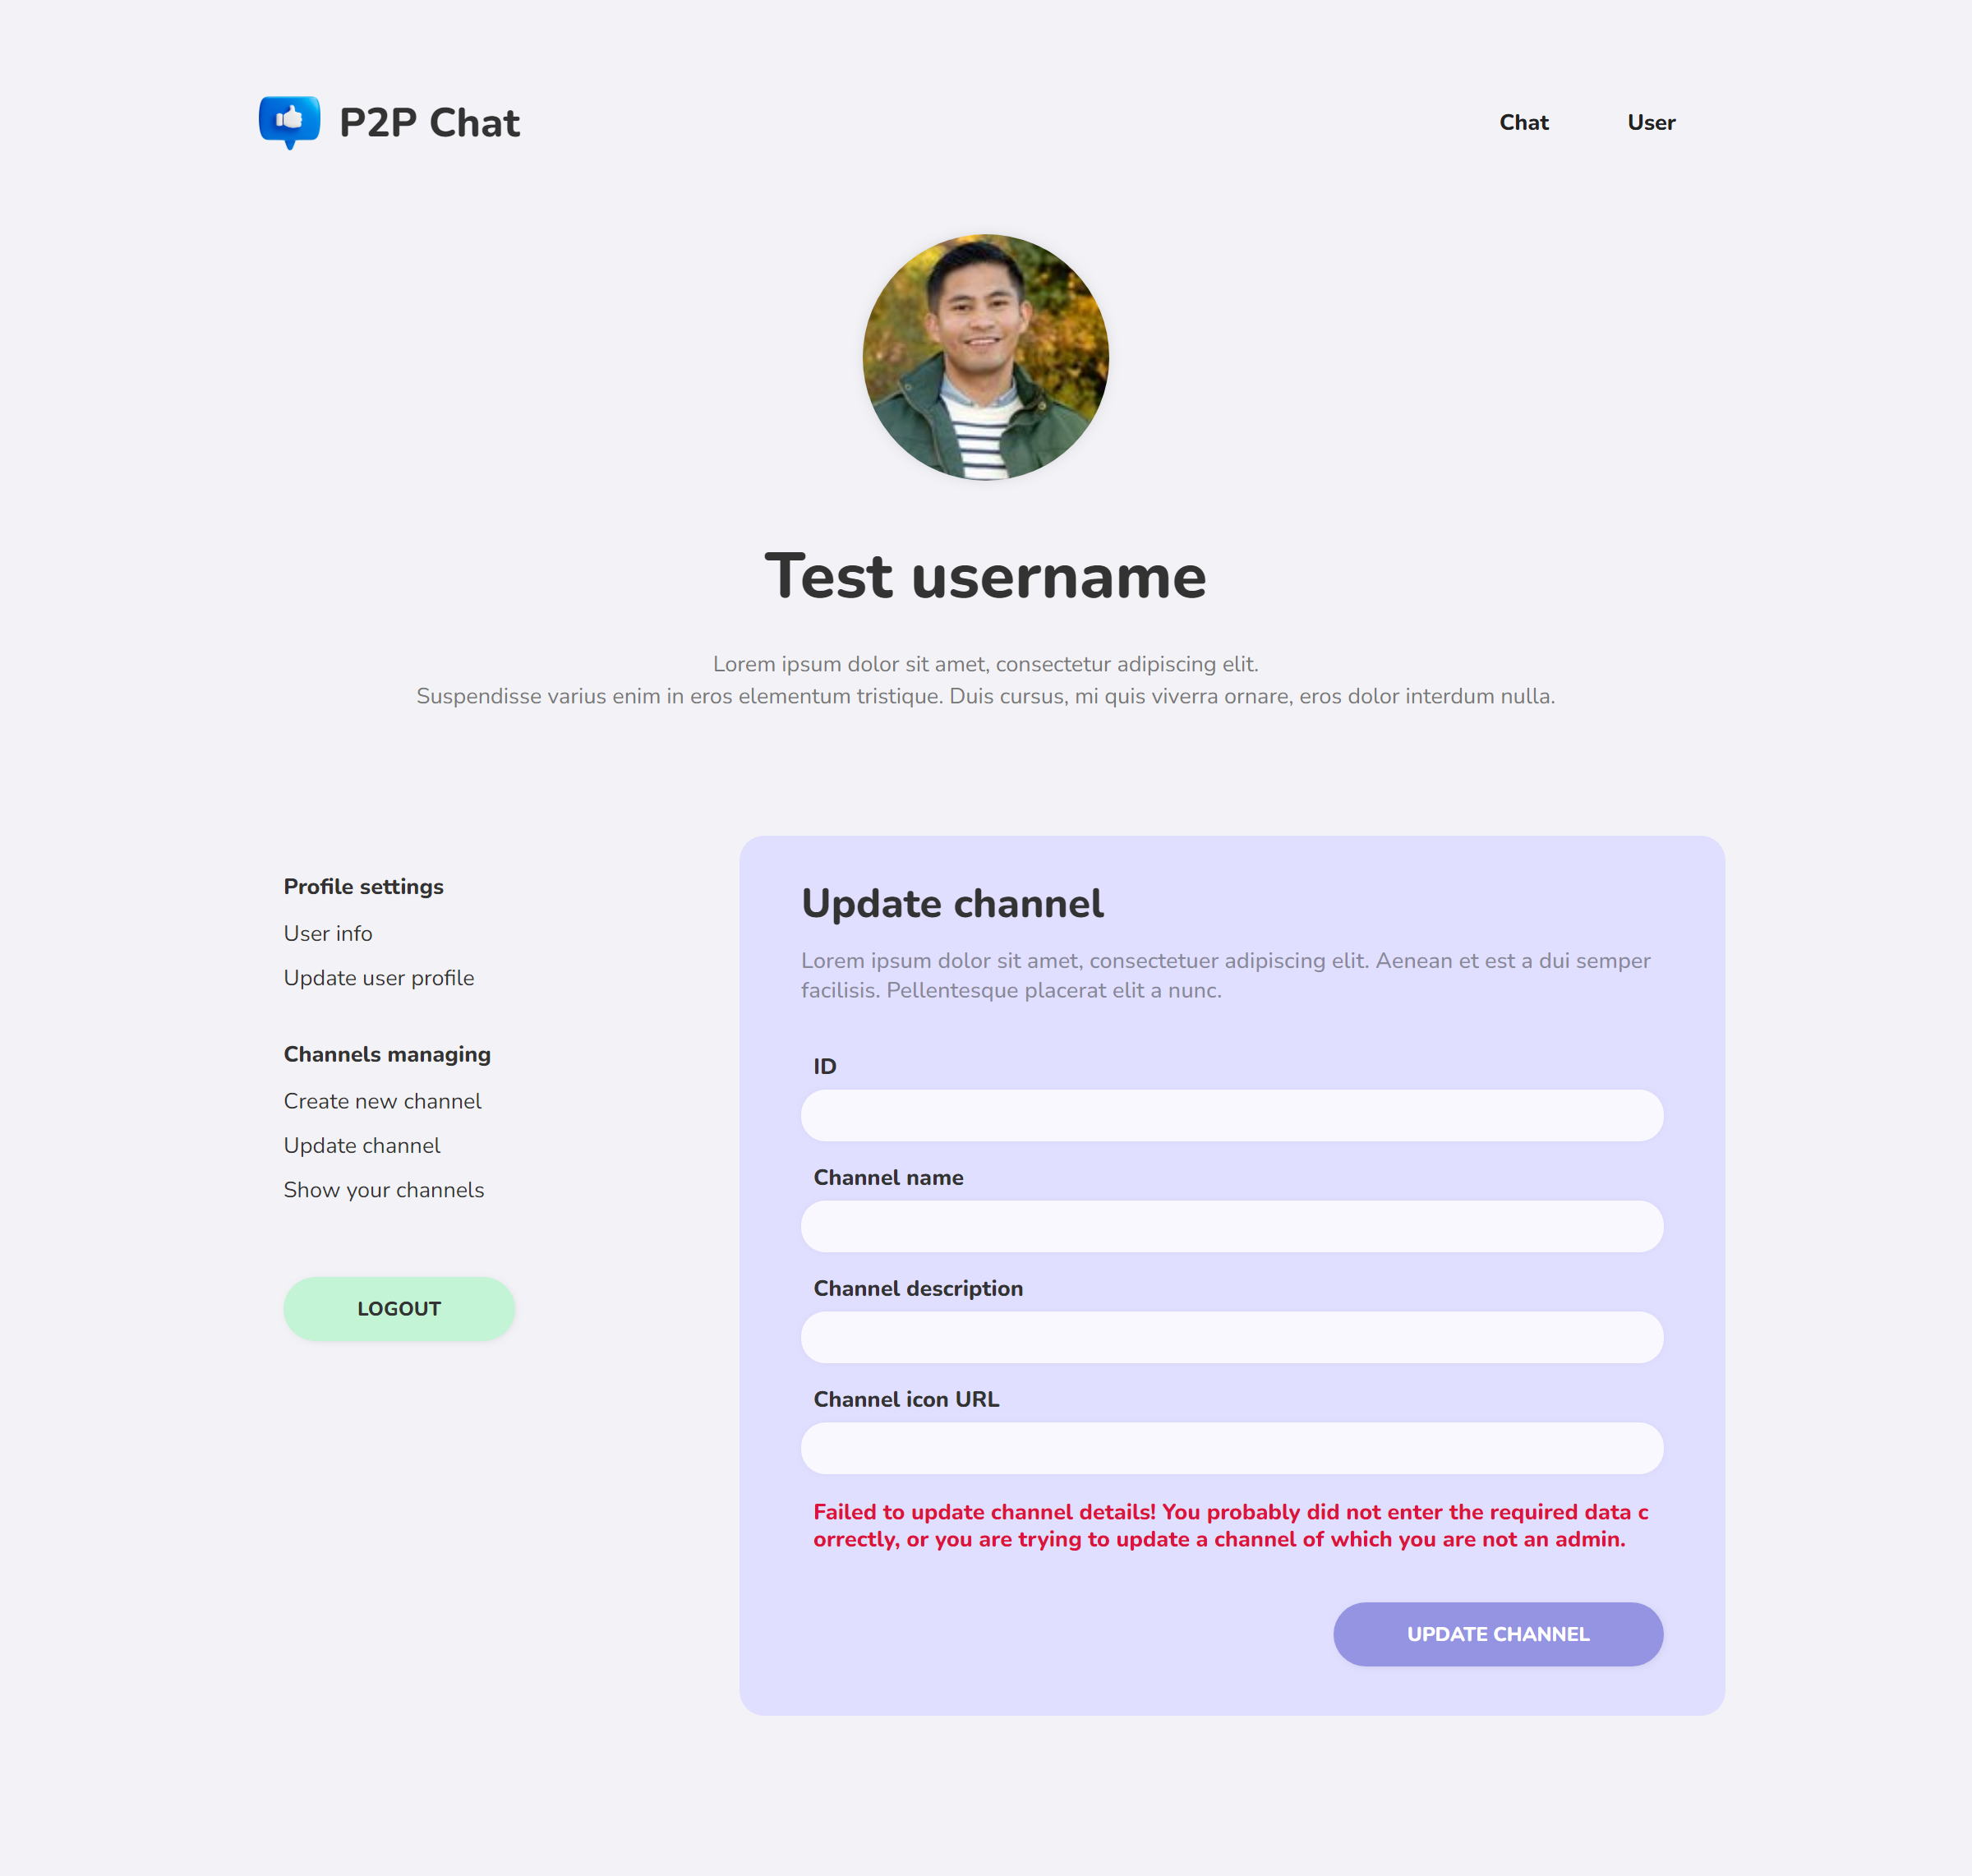 P2P Chat
Chat
User
Test username
Lorem ipsum dolor sit amet, consectetur adipiscing elit.
Suspendisse varius enim in eros elementum tristique. Duis cursus, mi quis viverra ornare, eros dolor interdum nulla.
Profile settings
User info
Update user profile
Channels managing
Create new channel
Update channel
Show your channels
LOGOUT
Update channel
Lorem ipsum dolor sit amet, consectetuer adipiscing elit. Aenean et est a dui semper
facilisis. Pellentesque placerat elit a nunc.
ID
Channel name
Channel description
Channel icon URL
Failed to update channel details! You probably did not enter the required data c
orrectly, or you are trying to update a channel of which you are not an admin.
UPDATE CHANNEL